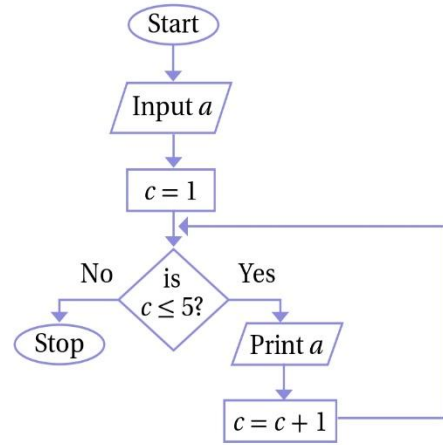 Start
Input a
c = 1
is
c ≤ 5?
No
Yes
Stop
Print a
c = c + 1